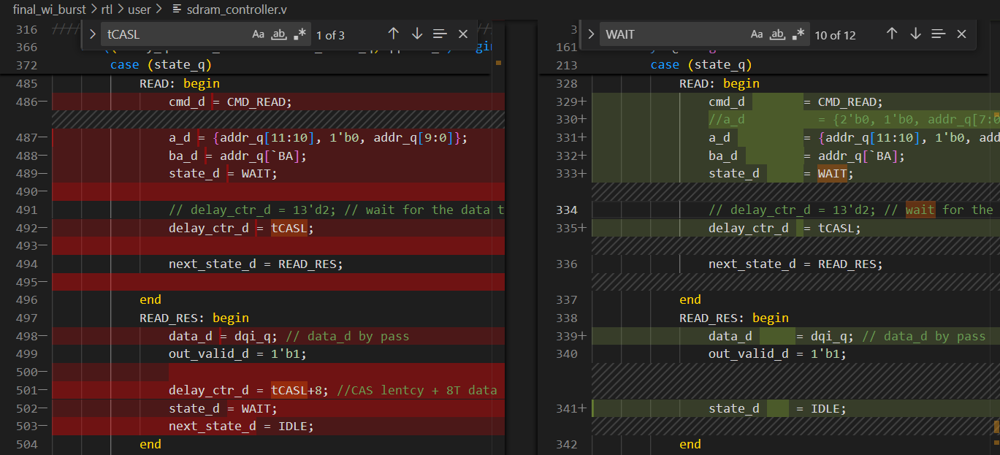 final_wi_burst > rtl > user > sdram_controller.v
316 ////
> tCASL Aa ab .* 1 of 3
366
372 case (state_q)
485 READ: begin
486— cmd_d = CMD_READ;
487— a_d = {addr_q[11:10], 1'b0, addr_q[9:0]};
488— ba_d = addr_q[`BA];
489— state_d = WAIT;
490—
491 // delay_ctr_d = 13'd2; // wait for the data t
492— delay_ctr_d = tCASL;
493—
494 next_state_d = READ_RES;
495—
496 end
497 READ_RES: begin
498— data_d = dqi_q; // data_d by pass
499 out_valid_d = 1'b1;
500—
501— delay_ctr_d = tCASL+8; //CAS lentcy + 8T data
502— state_d = WAIT;
503— next_state_d = IDLE;
504 end
3
> WAIT Aa ab .* 10 of 12
161
213 case (state_q)
328 READ: begin
329+ cmd_d = CMD_READ;
330+ //a_d = {2'b0, 1'b0, addr_q[7:0
331+ a_d = {addr_q[11:10], 1'b0, add
332+ ba_d = addr_q[`BA];
333+ state_d = WAIT;
334 // delay_ctr_d = 13'd2; // wait for the
335+ delay_ctr_d = tCASL;
336 next_state_d = READ_RES;
337 end
338 READ_RES: begin
339+ data_d = dqi_q; // data_d by pass
340 out_valid_d = 1'b1;
341+ state_d = IDLE;
342 end